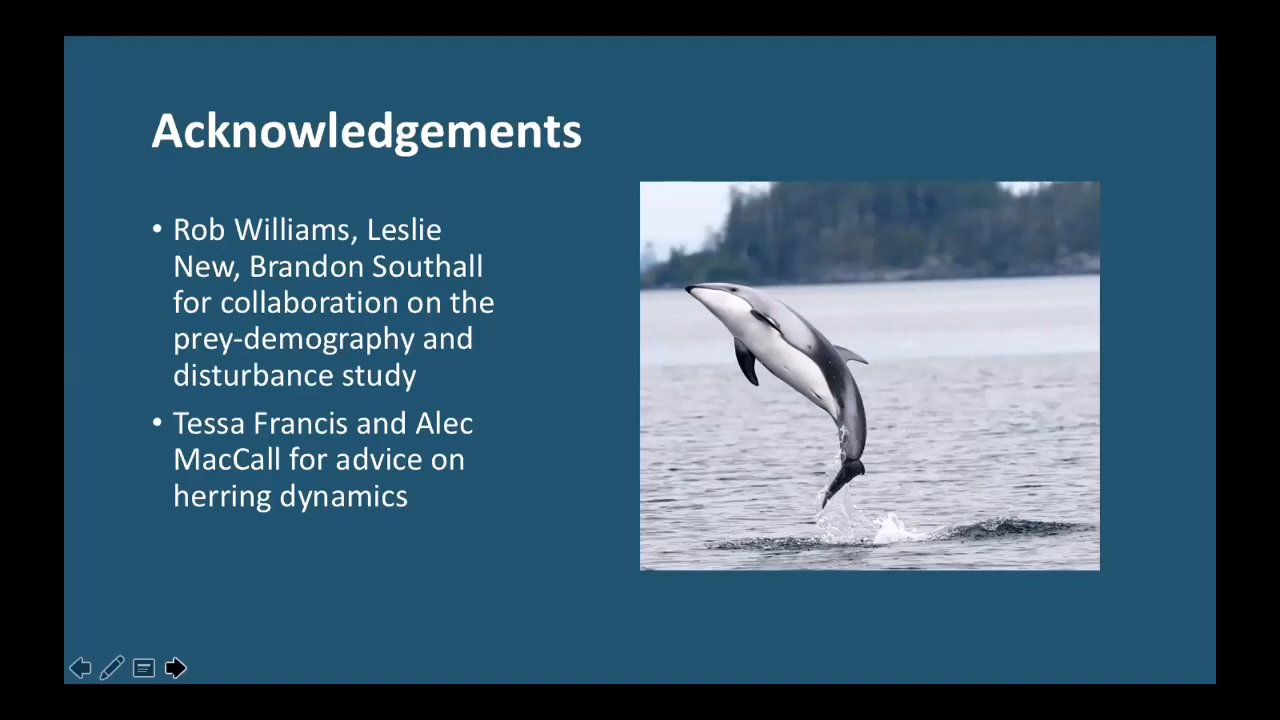 Acknowledgements
• Rob Williams, Leslie
New, Brandon Southall
for collaboration on the
prey-demography and
disturbance study
• Tessa Francis and Alec
MacCall for advice on
herring dynamics